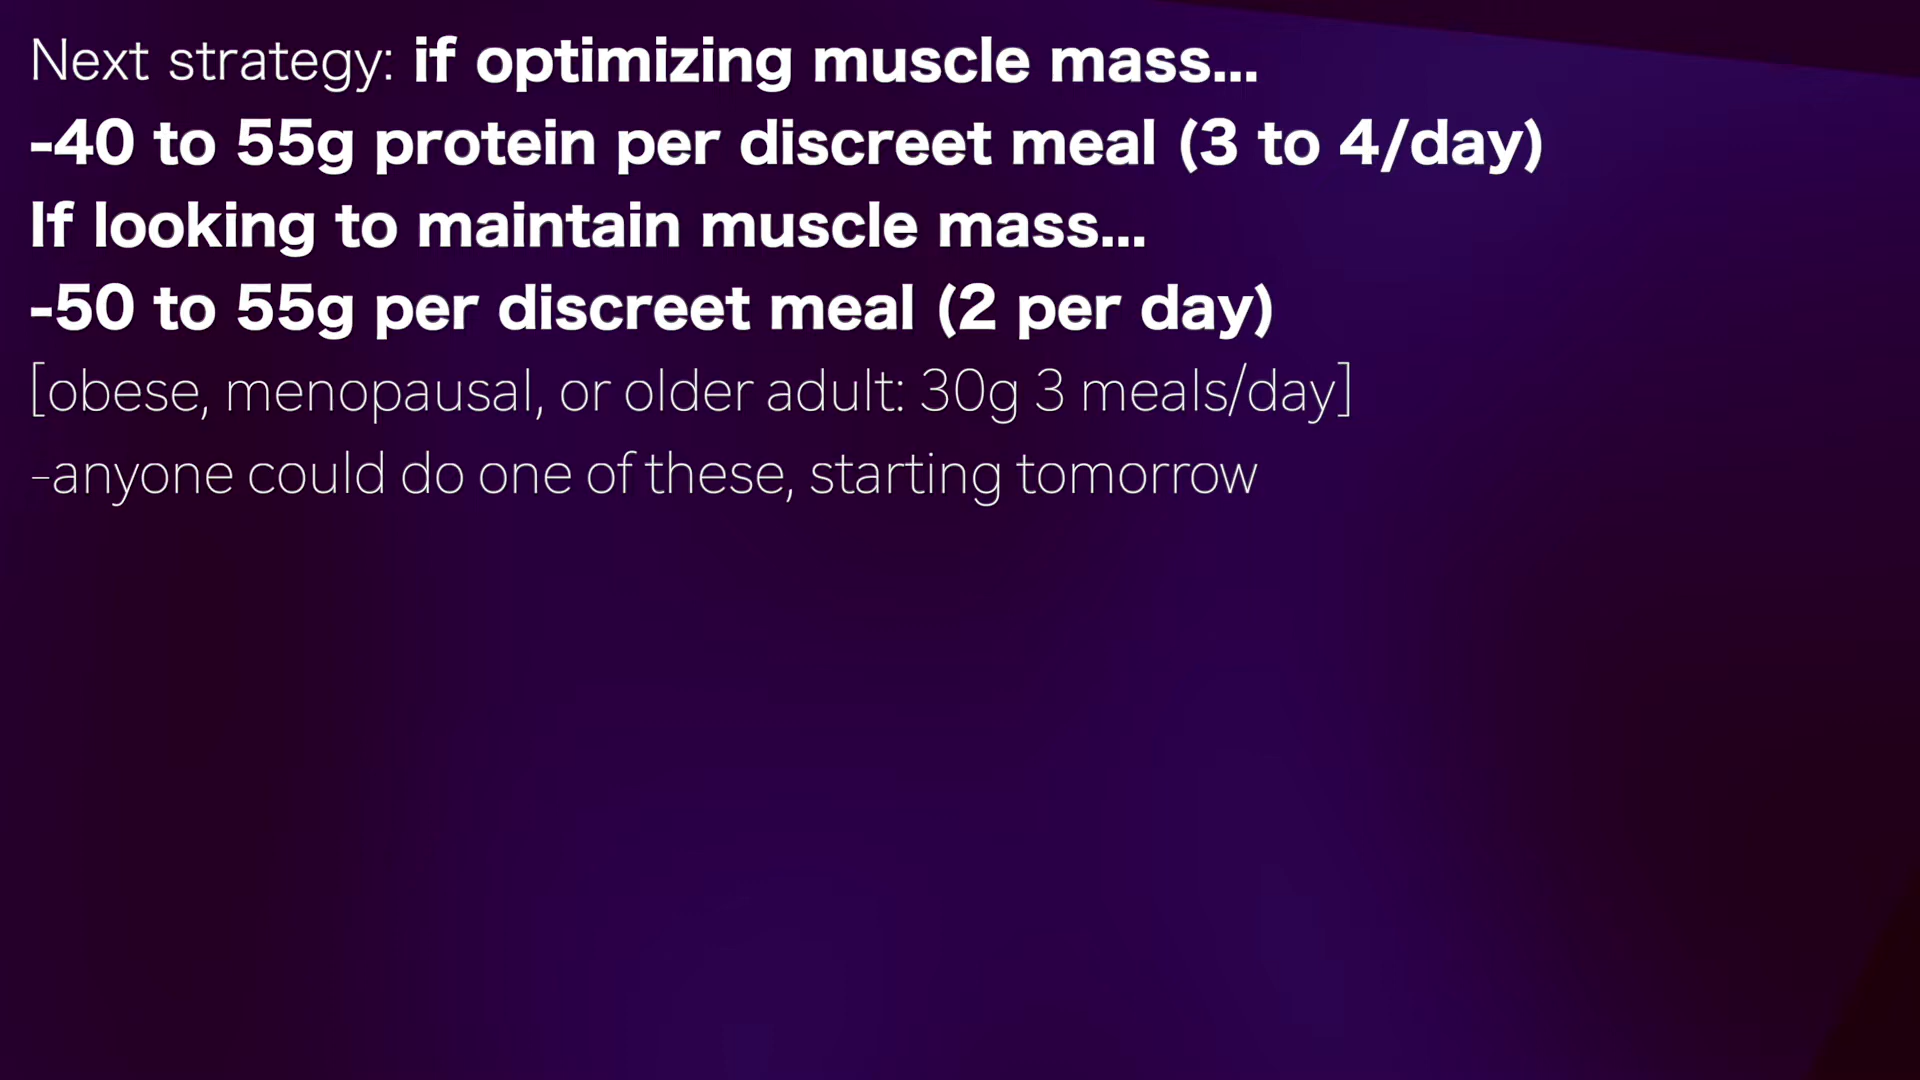 Next strategy: if optimizing muscle mass...
-40 to 55g protein per discreet meal (3 to 4/day)
If looking to maintain muscle mass...
-50 to 55g per discreet meal (2 per day)
[obese, menopausal, or older adult: 30g 3 meals/day]
-anyone could do one of these, starting tomorrow